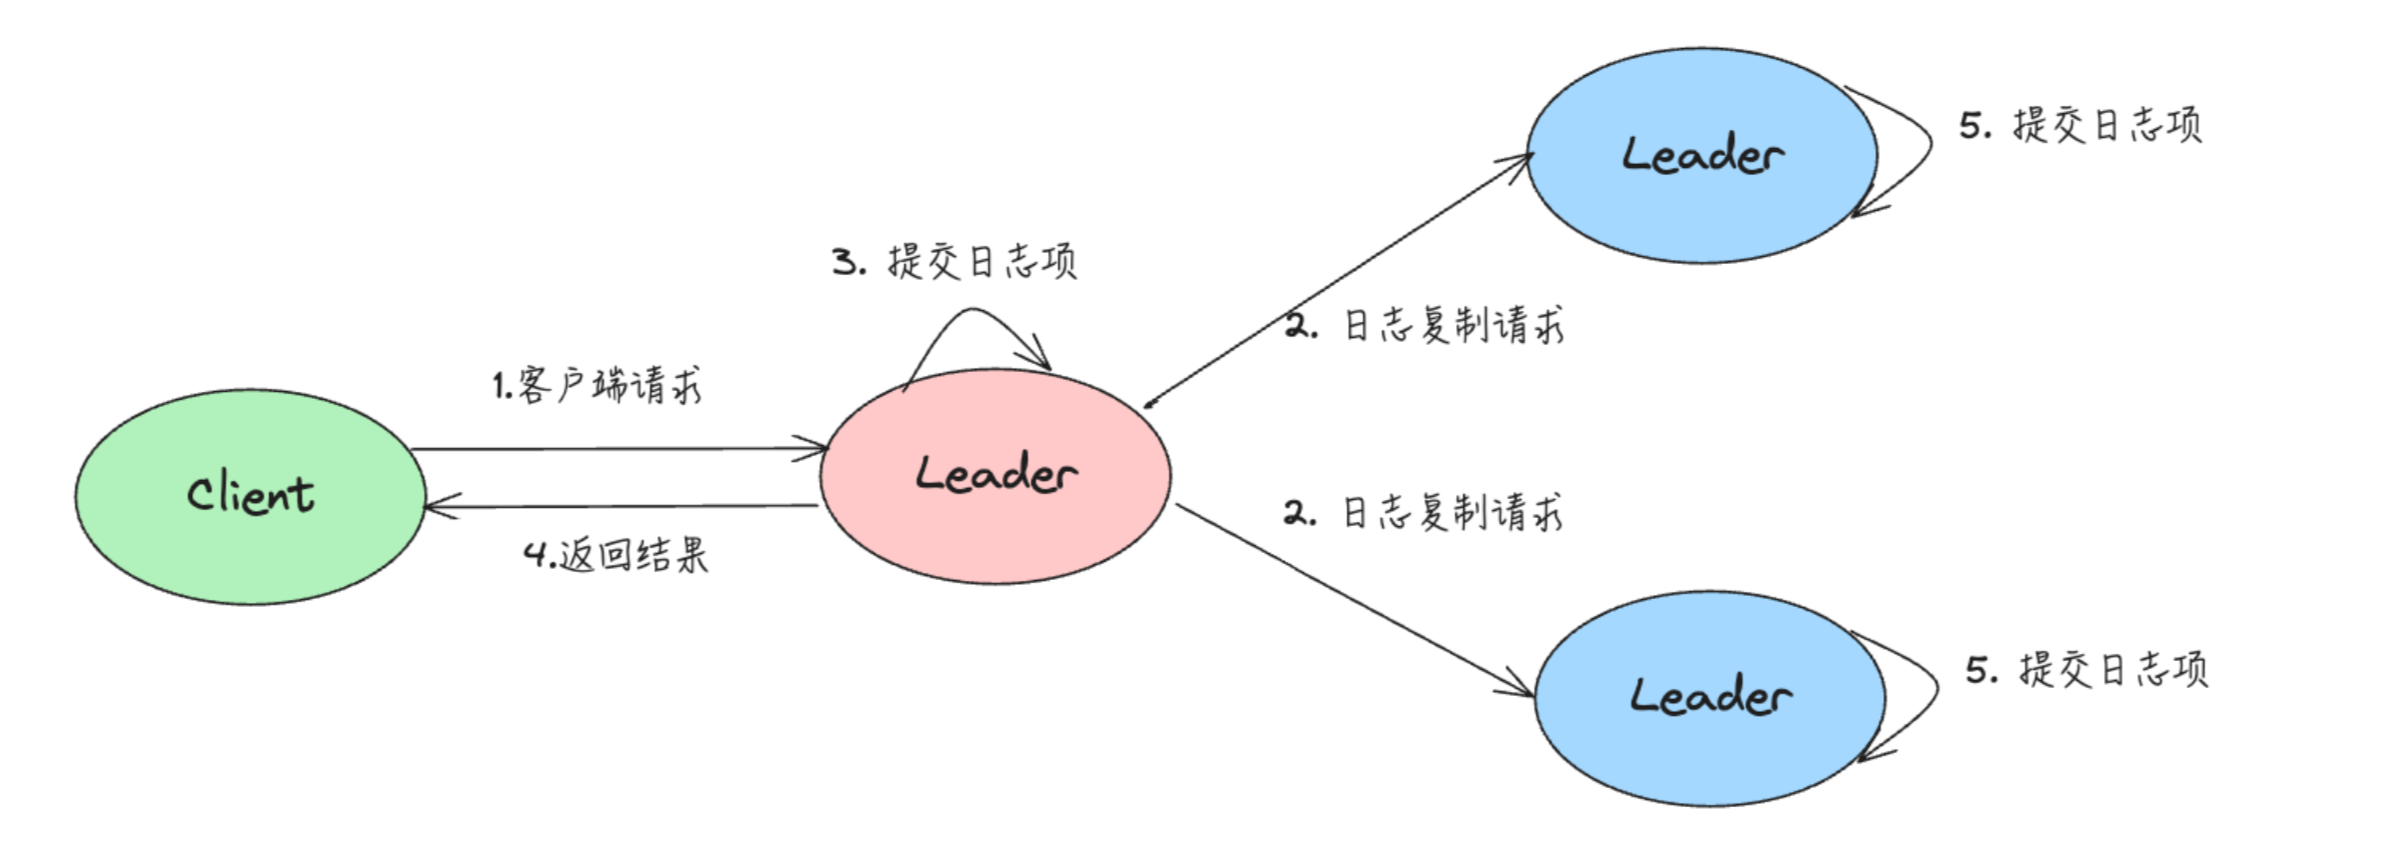 Leader
5. 提交日志项
3. 提交日志项
2. 日志复制请求
1.客户端请求
Leader
Client
2. 日志复制请求
4.返回结果
Leader
5. 提交日志项